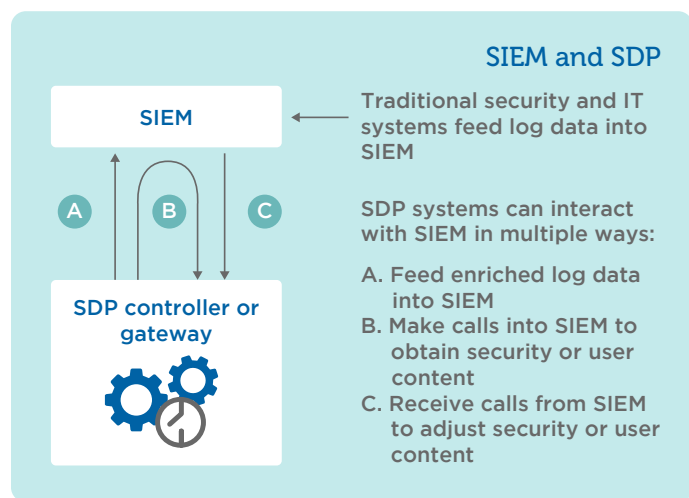 SIEM and SDP
SIEM
Traditional security and IT
systems feed log data into
SIEM
A
B
C
SDP systems can interact
with SIEM in multiple ways:
A. Feed enriched log data
into SIEM
B. Make calls into SIEM to
obtain security or user
content
C. Receive calls from SIEM
to adjust security or user
content
SDP controller or
gateway